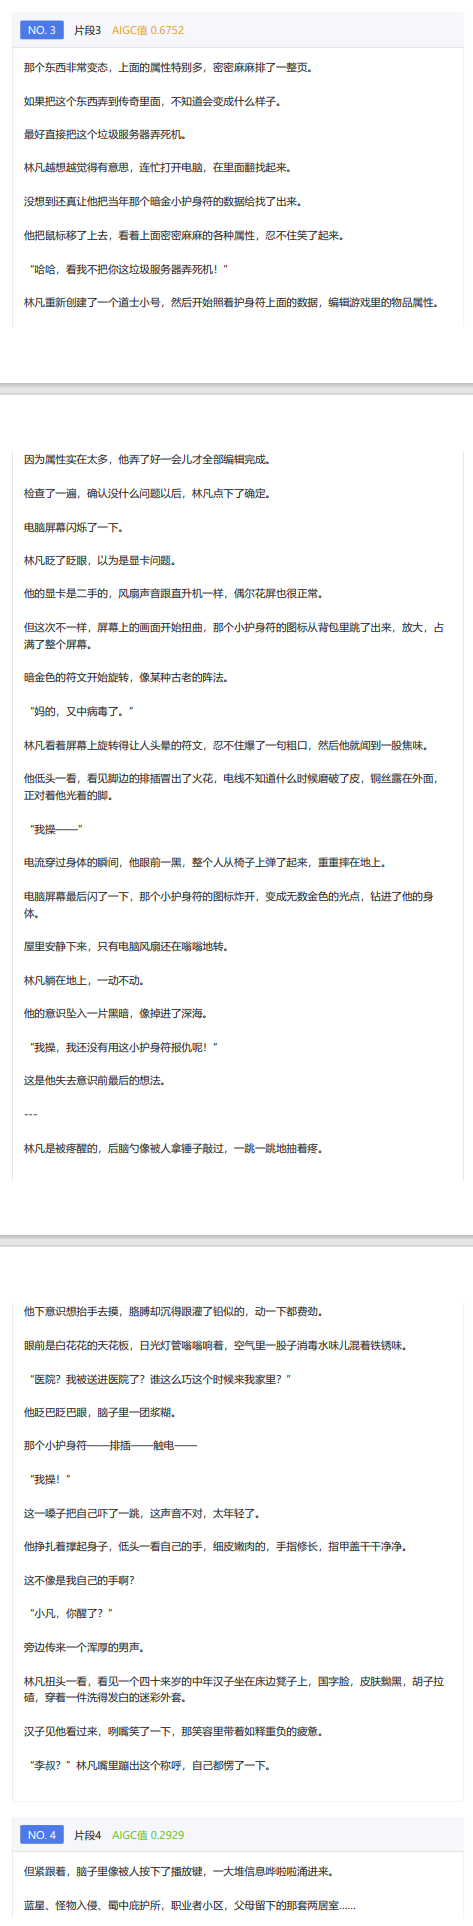 NO. 3 片段3 AIGC值 0.6752
那个东西非常变态，上面的属性特别多，密密麻麻排了一整页。
如果把这个东西弄到传奇里面，不知道会变成什么样子。
最好直接把这个垃圾服务器弄死机。
林凡越想越觉得有意思，连忙打开电脑，在里面翻找起来。
没想到还真让他把当年那个暗金小护身符的数据给找了出来。
他把鼠标移了上去，看着上面密密麻麻的各种属性，忍不住笑了起来。
“哈哈，看我不把你这垃圾服务器弄死机！”
林凡重新创建了一个道士小号，然后开始照着护身符上面的数据，编辑游戏里的物品属性。
因为属性实在太多，他弄了好一会儿才全部编辑完成。
检查了一遍，确认没什么问题以后，林凡点下了确定。
电脑屏幕闪烁了一下。
林凡眨了眨眼，以为是显卡问题。
他的显卡是二手的，风扇声音跟直升机一样，偶尔花屏也很正常。
但这次不一样，屏幕上的画面开始扭曲，那个小护身符的图标从背包里跳了出来，放大，占
满了整个屏幕。
暗金色的符文开始旋转，像某种古老的阵法。
“妈的，又中病毒了。”
林凡看着屏幕上旋转得让人头晕的符文，忍不住爆了一句粗口，然后他就闻到一股焦味。
他低头一看，看见脚边的排插冒出了火花，电线不知道什么时候磨破了皮，铜丝露在外面，
正对着他光着的脚。
“我操——”
电流穿过身体的瞬间，他眼前一黑，整个人从椅子上弹了起来，重重摔在地上。
电脑屏幕最后闪了一下，那个小护身符的图标炸开，变成无数金色的光点，钻进了他的身
体。
屋里安静下来，只有电脑风扇还在嗡嗡地转。
林凡躺在地上，一动不动。
他的意识坠入一片黑暗，像掉进了深海。
“我操，我还没有用这小护身符报仇呢！”
这是他失去意识前最后的想法。
---
林凡是被疼醒的，后脑勺像被人拿锤子敲过，一跳一跳地抽着疼。
他下意识想抬手去摸，胳膊却沉得跟灌了铅似的，动一下都费劲。
眼前是白花花的天花板，日光灯管嗡嗡响着，空气里一股子消毒水味儿混着铁锈味。
“医院？我被送进医院了？谁这么巧这个时候来我家里？”
他眨巴眨巴眼，脑子里一团浆糊。
那个小护身符——排插——触电——
“我操！”
这一嗓子把自己吓了一跳，这声音不对，太年轻了。
他挣扎着撑起身子，低头一看自己的手，细皮嫩肉的，手指修长，指甲盖干干净净。
这不像是我自己的手啊？
“小凡，你醒了？”
旁边传来一个浑厚的男声。
林凡扭头一看，看见一个四十来岁的中年汉子坐在床边凳子上，国字脸，皮肤黝黑，胡子拉
碴，穿着一件洗得发白的迷彩外套。
汉子见他看过来，咧嘴笑了一下，那笑容里带着如释重负的疲惫。
“李叔？”林凡嘴里蹦出这个称呼，自己都愣了一下。
NO. 4 片段4 AIGC值 0.2929
但紧跟着，脑子里像被人按下了播放键，一大堆信息哗啦啦涌进来。
蓝星、怪物入侵、蜀中庇护所，职业者小区，父母留下的那套两居室……